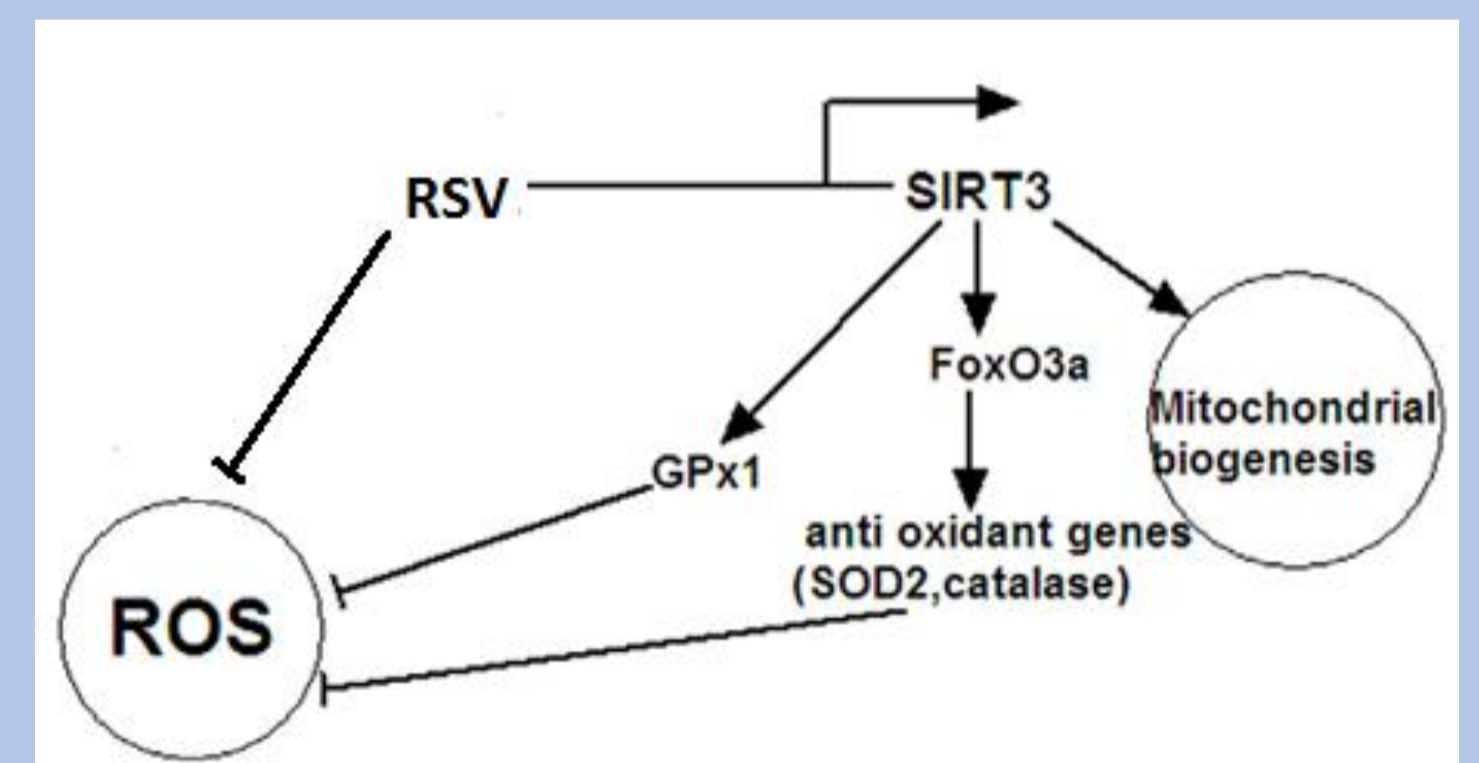 RSV
SIRT3
FoxO3a
Mitochondrial
biogenesis
GPx1
anti oxidant genes
(SOD2,catalase)
ROS